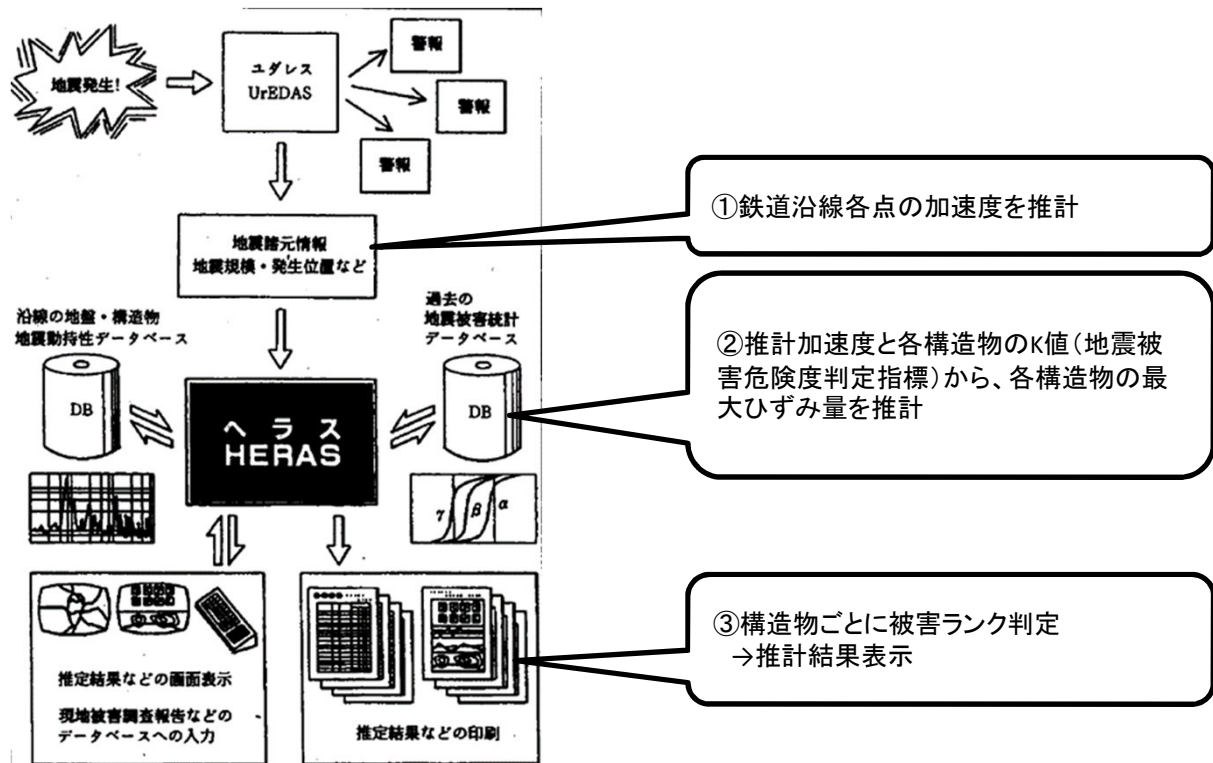 地震発生!
ユダレス
UrEDAS
警報
警報
警報
地震諸元情報
地震規模・発生位置など
沿線の地盤・構造物
地震動特性データベース
過去の
地震被害統計
データベース
DB
DB
ヘラス
HERAS
γ
β
α
推定結果などの画面表示
現地被害調査報告などの
データベースへの入力
推定結果などの印刷
①鉄道沿線各点の加速度を推計
②推計加速度と各構造物のK値(地震被
害危険度判定指標)から、各構造物の最
大ひずみ量を推計
③構造物ごとに被害ランク判定
→推計結果表示